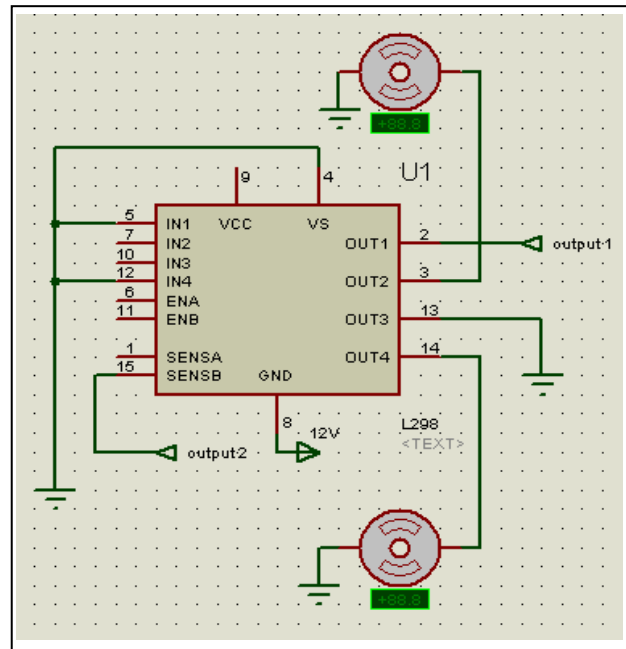 +88.8
U1
9
4
5
IN1
VCC
VS
7
IN2
OUT1
2
output-1
10
IN3
12
IN4
OUT2
3
6
ENA
11
ENB
OUT3
13
1
SENSA
OUT4
14
15
SENSB
GND
8
12V
L298
<TEXT>
output-2
+88.8